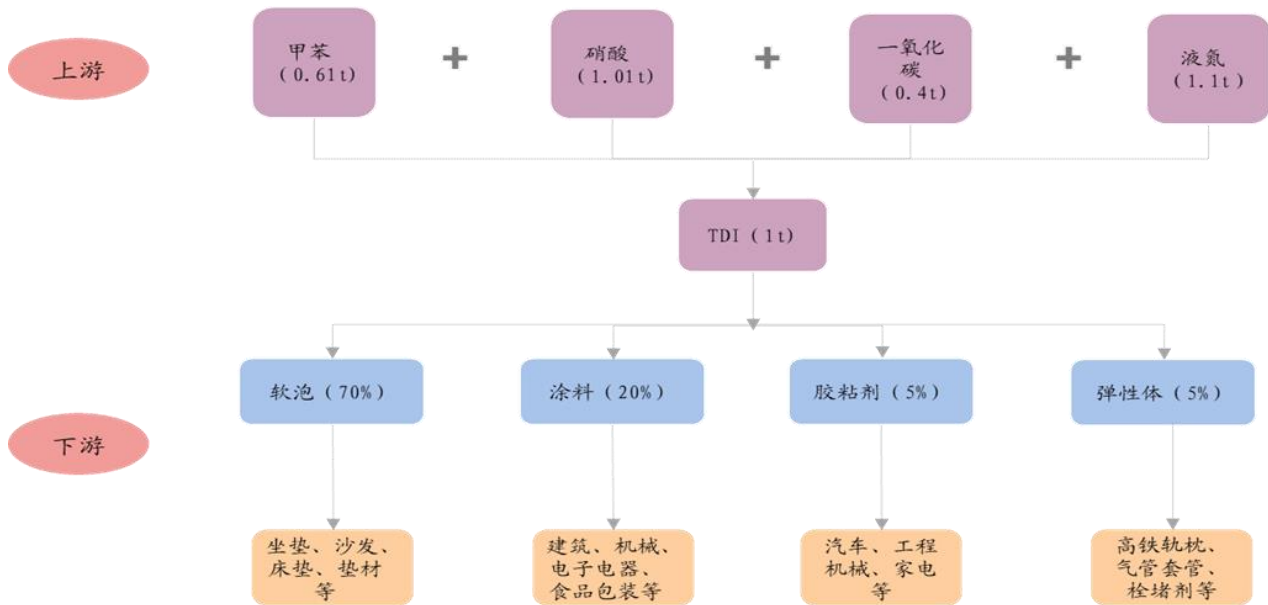 上游
甲苯
(0.61t)
+
硝酸
(1.01t)
+
一氧化
碳
(0.4t)
+
液氮
(1.1t)
TDI（1t)
下游
软泡（70%）
涂料（20%）
胶粘剂（5%）
弹性体（5%）
坐垫、沙发、
床垫、垫材
等
建筑、机械、
电子电器、
食品包装等
汽车、工程
机械、家电
等
高铁轨枕、
气管套管、
栓堵剂等